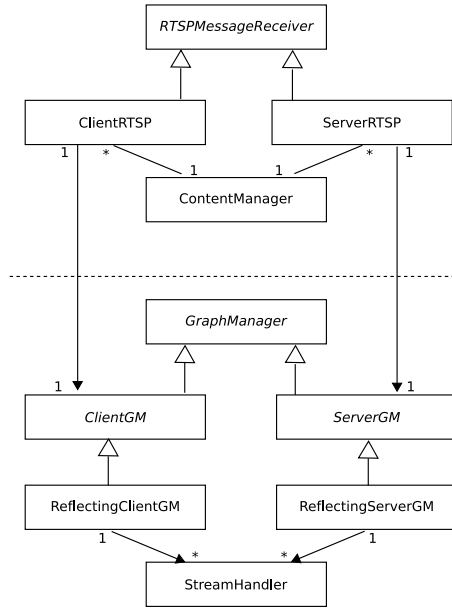 RTSPMessageReceiver
ClientRTSP
ServerRTSP
1
*
*
1
1
1
ContentManager
GraphManager
1
1
ClientGM
ServerGM
ReflectingClientGM
ReflectingServerGM
1
1
*
*
StreamHandler